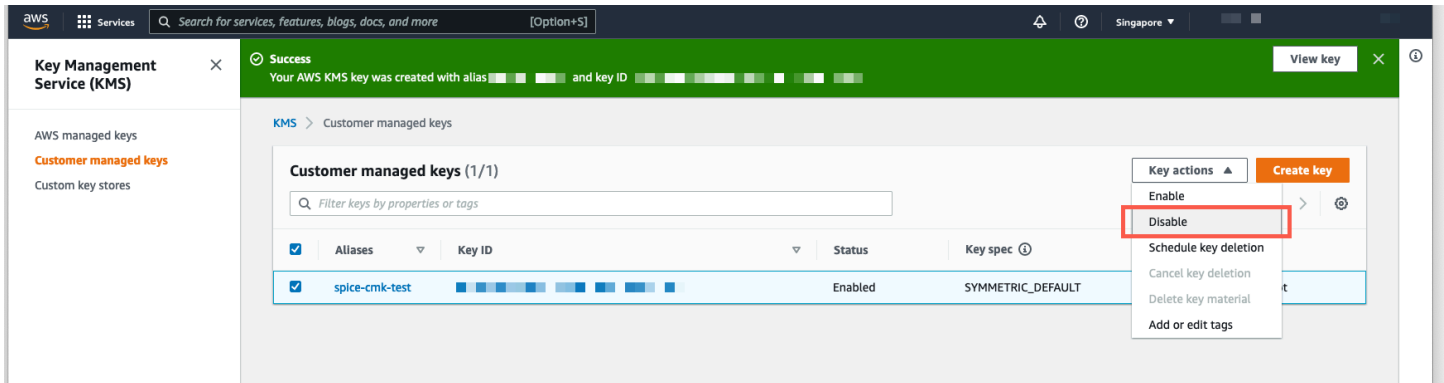 aws Services Search for services, features, blogs, docs, and more [Option+S] Singapore ▼
Key Management
Service (KMS)
AWS managed keys
Customer managed keys
Custom key stores
Success
Your AWS KMS key was created with alias and key ID
View key
KMS > Customer managed keys
Customer managed keys (1/1)
Key actions ▲ Create key
Filter keys by properties or tags
Enable
Disable
Schedule key deletion
Cancel key deletion
Delete key material
Add or edit tags
Aliases Key ID Status Key spec
spice-cmk-test Enabled SYMMETRIC_DEFAULT